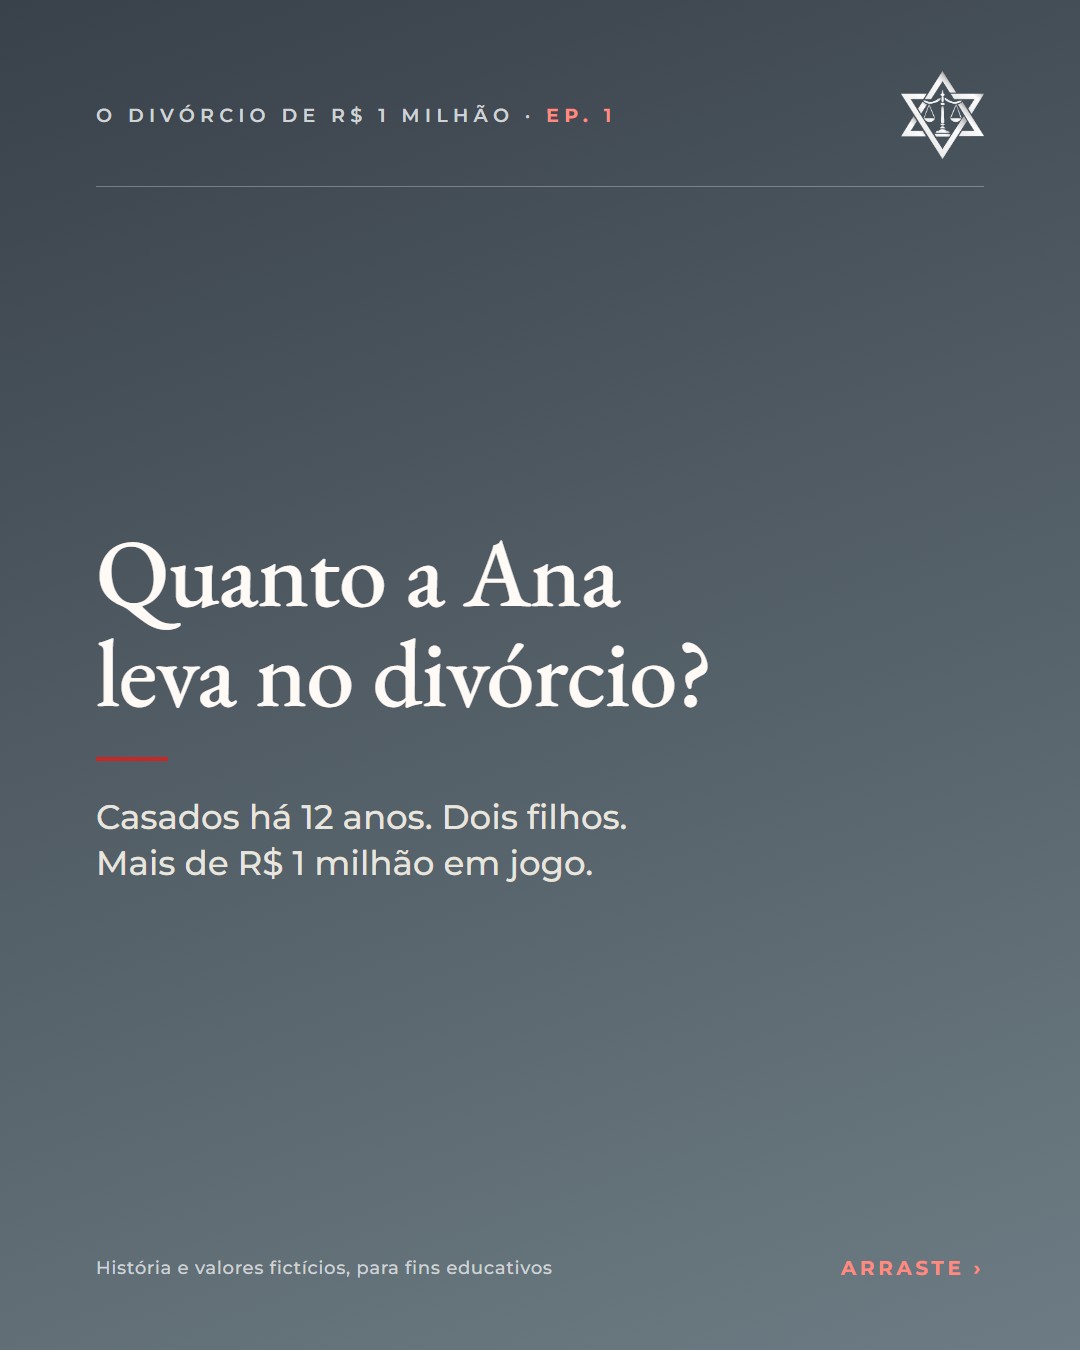 O DIVÓRCIO DE R$ 1 MILHÃO · EP. 1
Quanto a Ana
leva no divórcio?
Casados há 12 anos. Dois filhos.
Mais de R$ 1 milhão em jogo.
História e valores fictícios, para fins educativos
ARRASTE ›